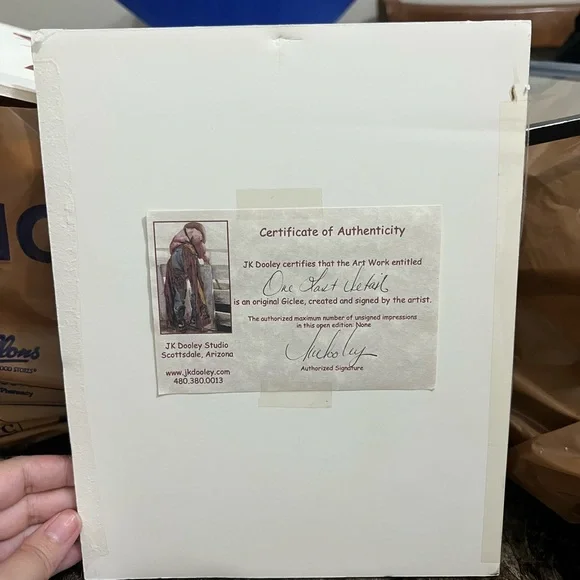 Certificate of Authenticity
JK Dooley certifies that the Art Work entitled
One Last Detail
is an original Giclee, created and signed by the artist.
The authorized maximum number of unsigned impressions
in this open edition: None
JKDooley
Authorized Signature
JK Dooley Studio
Scottsdale, Arizona
www.jkdooley.com
480.380.0013